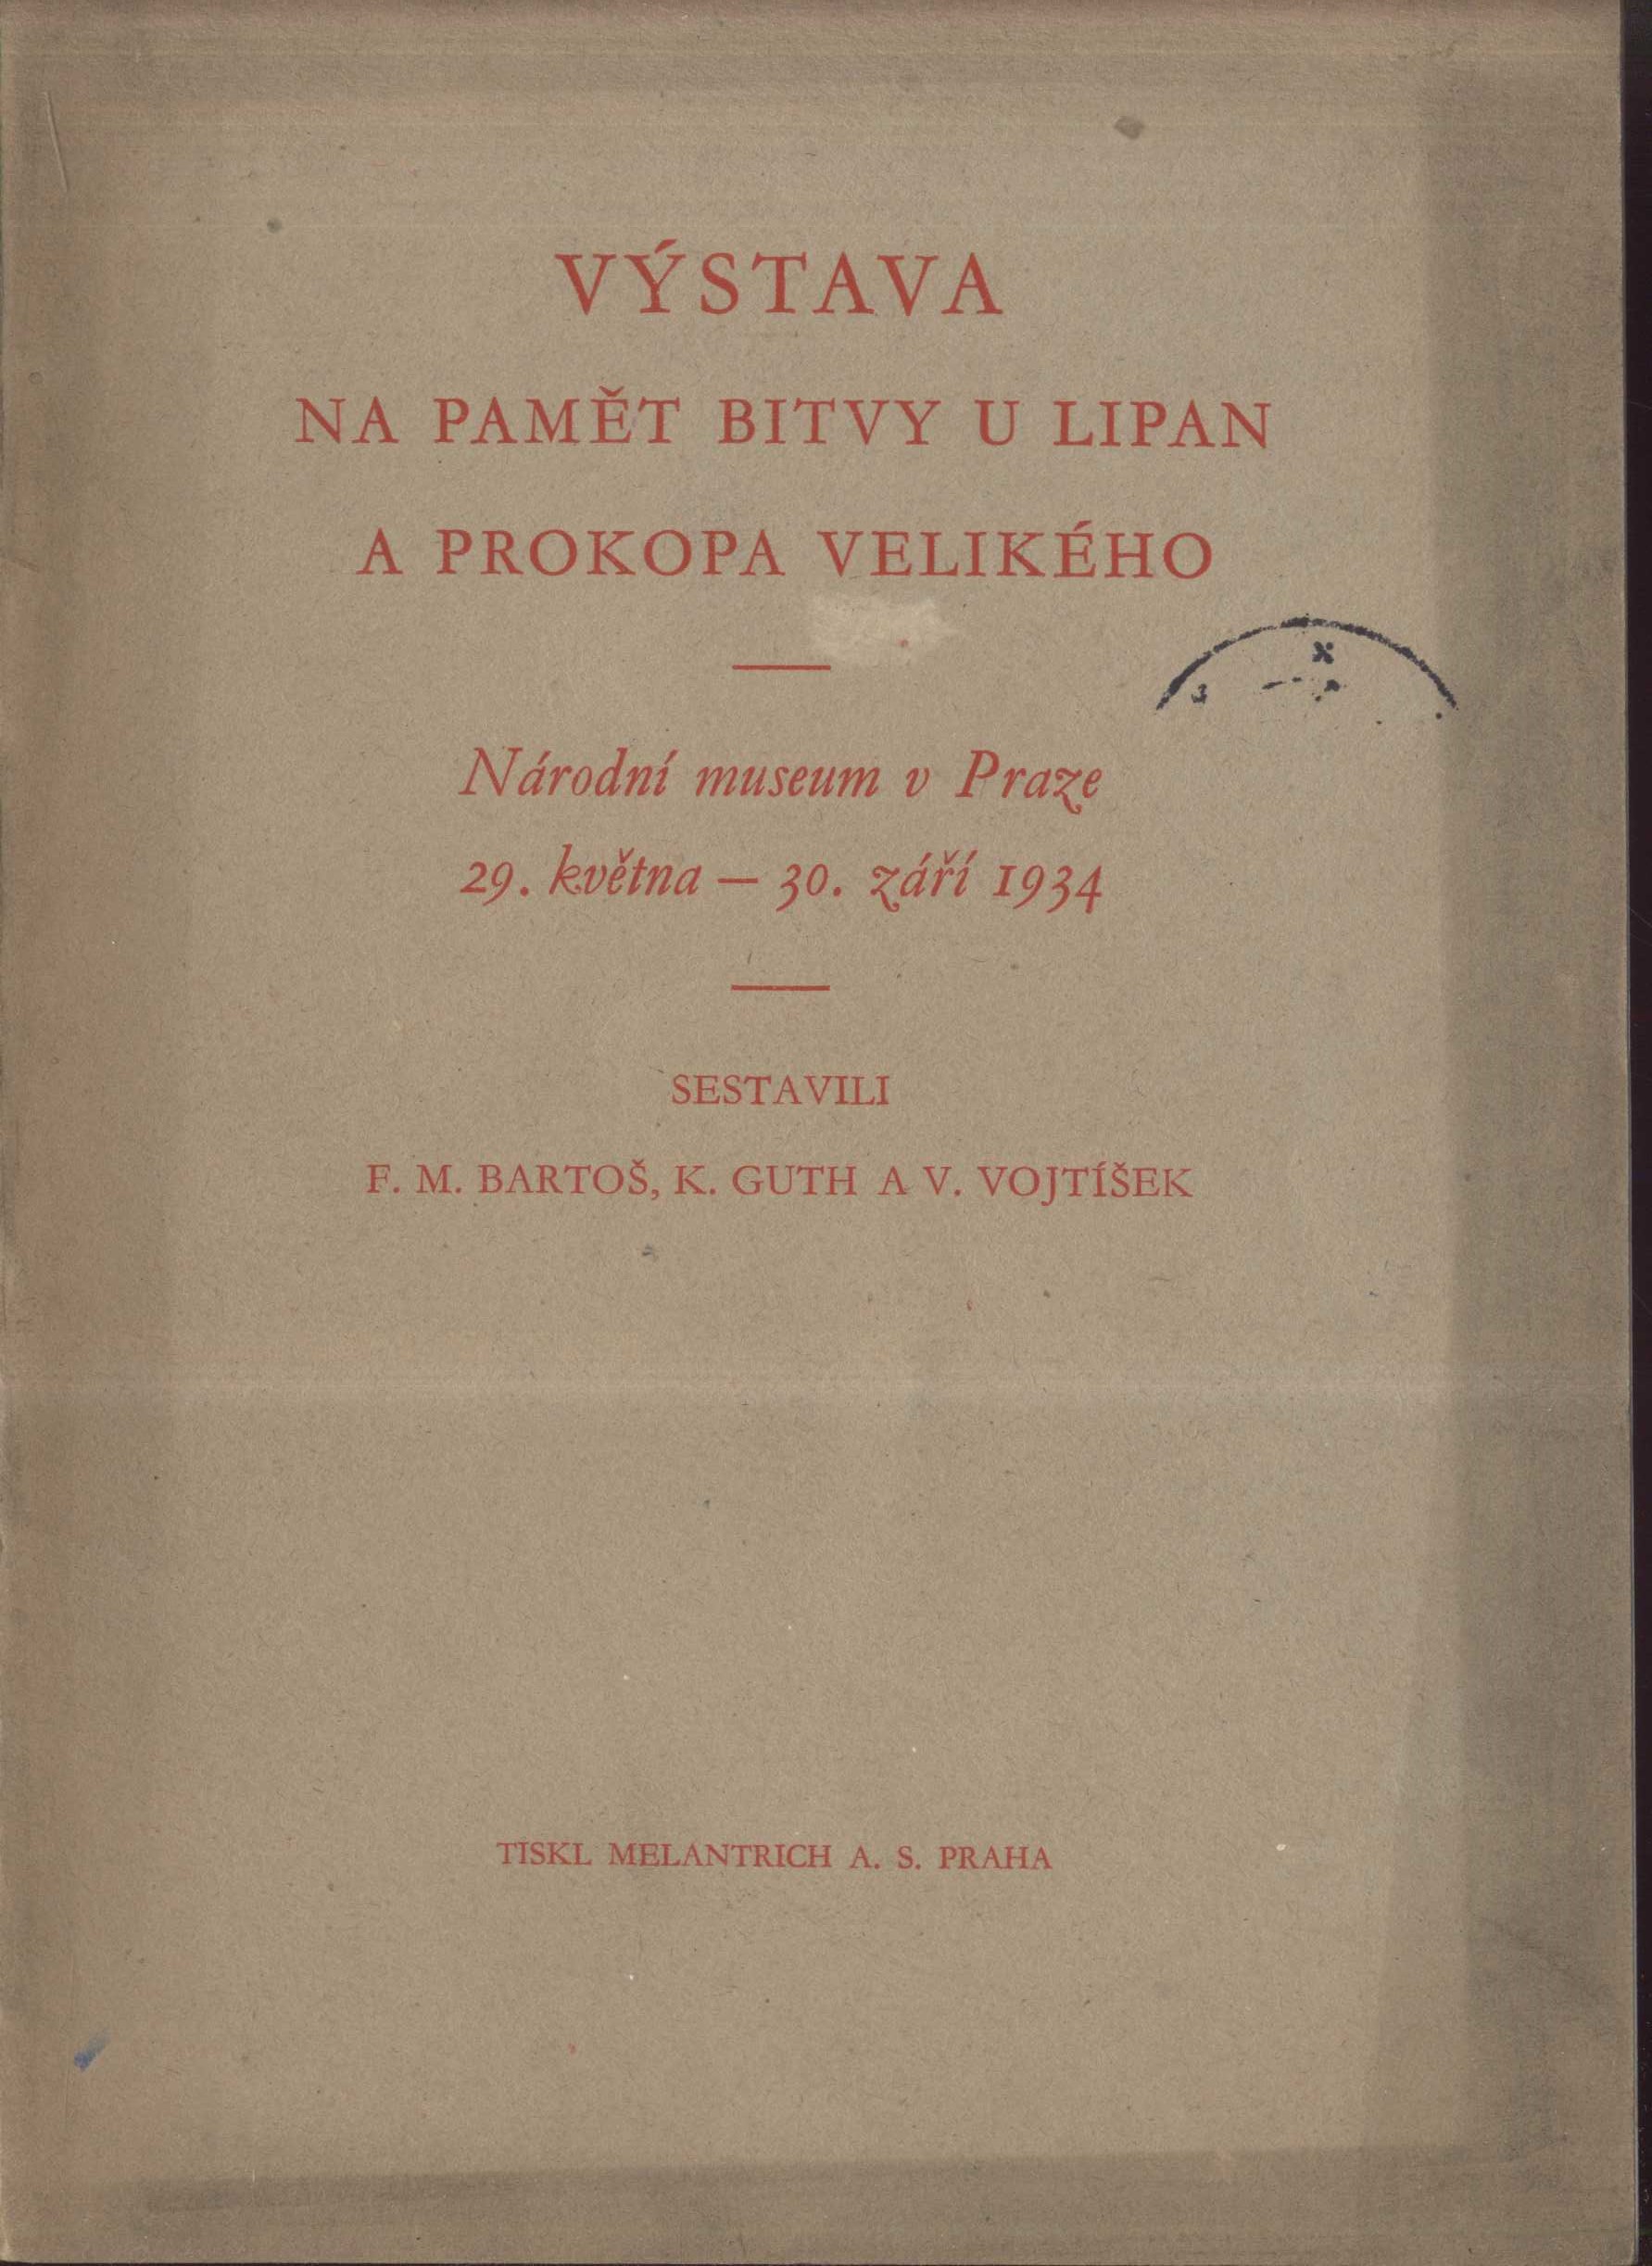 VÝSTAVA
NA PAMĚT BITVY U LIPAN
A PROKOPA VELIKÉHO
Národní museum v Praze
29. května — 30. září 1934
SESTAVILI
F. M. BARTOŠ, K. GUTH A V. VOJTÍŠEK
TISKL MELANTRICH A. S. PRAHA